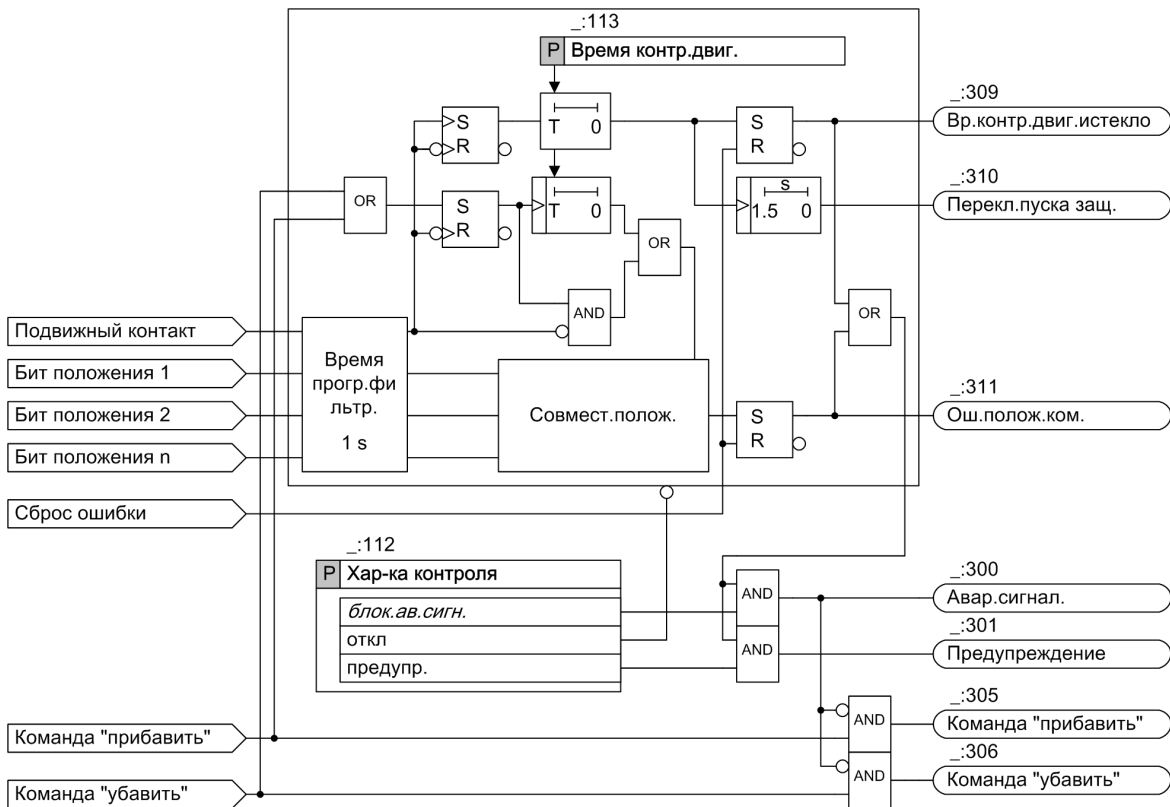 _:113
P Время контр.двиг.
_:309
S
R
T 0
S
R
Вр.контр.двиг.истекло
_:310
OR
S
R
T 0
s
1.5 0
Перекл.пуска защ.
OR
AND
OR
Подвижный контакт
Бит положения 1
Бит положения 2
Бит положения n
Время
прогр.фи
льтр.
1 s
Совмест.полож.
S
R
_:311
Ош.полож.ком.
Сброс ошибки
_:112
P Хар-ка контроля
блок.ав.сигн.
откл
предупр.
AND
AND
_:300
Авар.сигнал.
_:301
Предупреждение
_:305
Команда "прибавить"
AND
Команда "прибавить"
_:306
Команда "убавить"
AND
Команда "убавить"